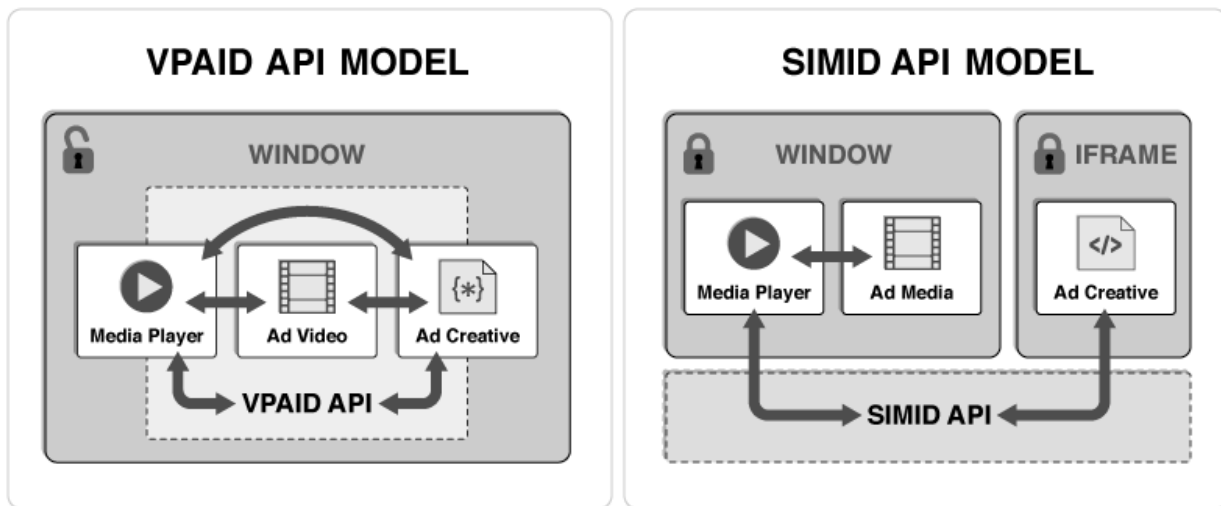 VPAID API MODEL
WINDOW
{*}
Media Player
Ad Video
Ad Creative
VPAID API
SIMID API MODEL
WINDOW
IFRAME
</>
Media Player
Ad Media
Ad Creative
SIMID API